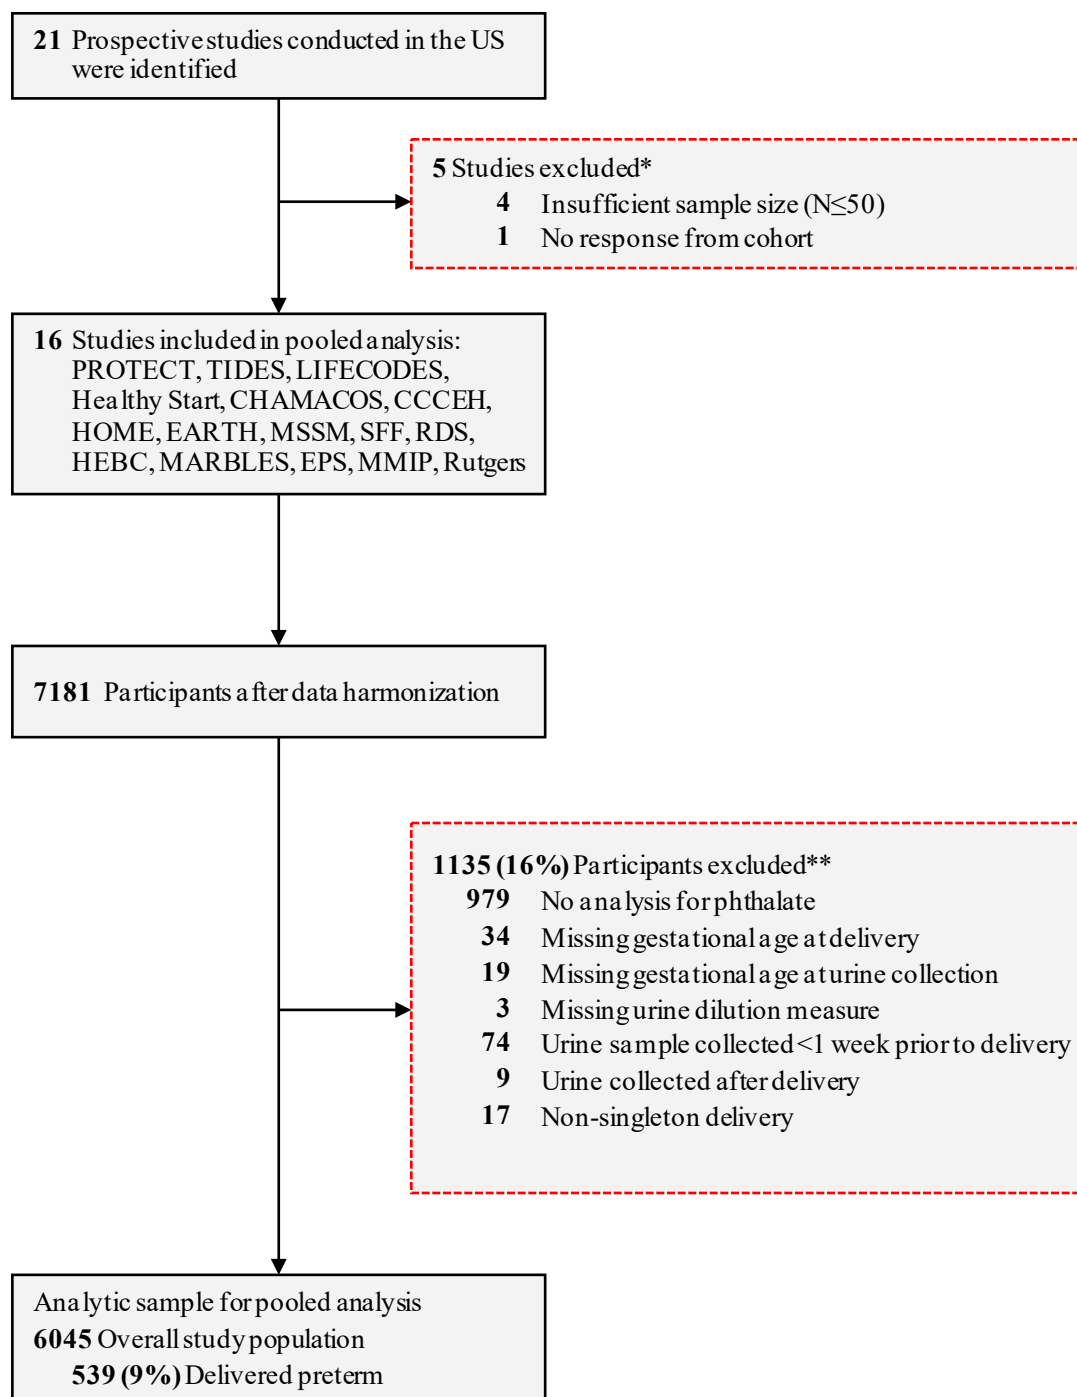 21 Prospective studies conducted in the US
were identified
5 Studies excluded*
4 Insufficient sample size (N≤50)
1 No response from cohort
16 Studies included in pooled analysis:
PROTECT, TIDES, LIFECODES,
Healthy Start, CHAMACOS, CCCEH,
HOME, EARTH, MSSM, SFF, RDS,
HEBC, MARBLES, EPS, MMIP, Rutgers
7181 Participants after data harmonization
1135 (16%) Participants excluded**
979 No analysis for phthalate
34 Missing gestational age at delivery
19 Missing gestational age at urine collection
3 Missing urine dilution measure
74 Urine sample collected <1 week prior to delivery
9 Urine collected after delivery
17 Non-singleton delivery
Analytic sample for pooled analysis
6045 Overall study population
539 (9%) Delivered preterm